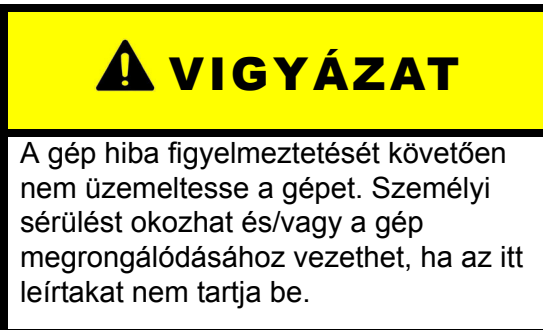 VIGYÁZAT
A gép hiba figyelmeztetését követően
nem üzemeltesse a gépet. Személyi
sérülést okozhat és/vagy a gép
megrongálódásához vezethet, ha az itt
leírtakat nem tartja be.